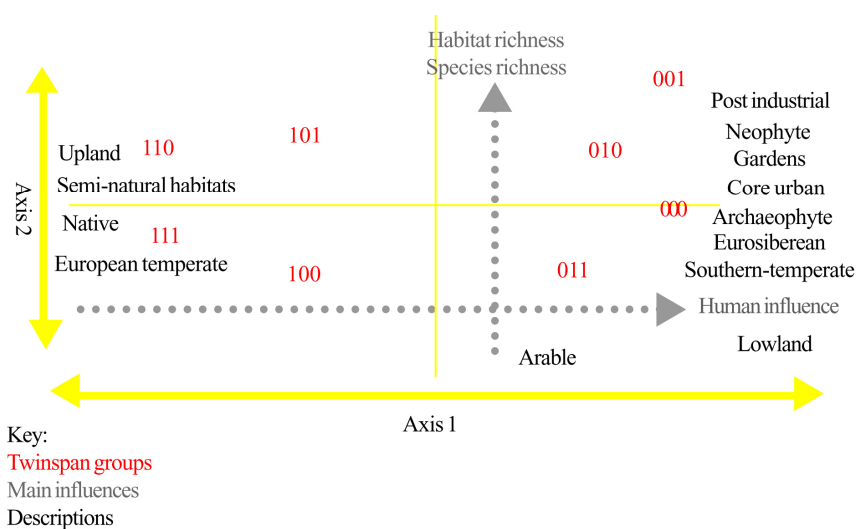 Habitat richness
Species richness
001
Post industrial
101
110
Upland
010
Neophyte
Gardens
Semi-natural habitats
Core urban
Axis 2
Native
000
Archaeophyte
111
Eurosiberean
European temperate
100
011
Southern-temperate
Human influence
Arable
Lowland
Axis 1
Key:
Twinspan groups
Main influences
Descriptions